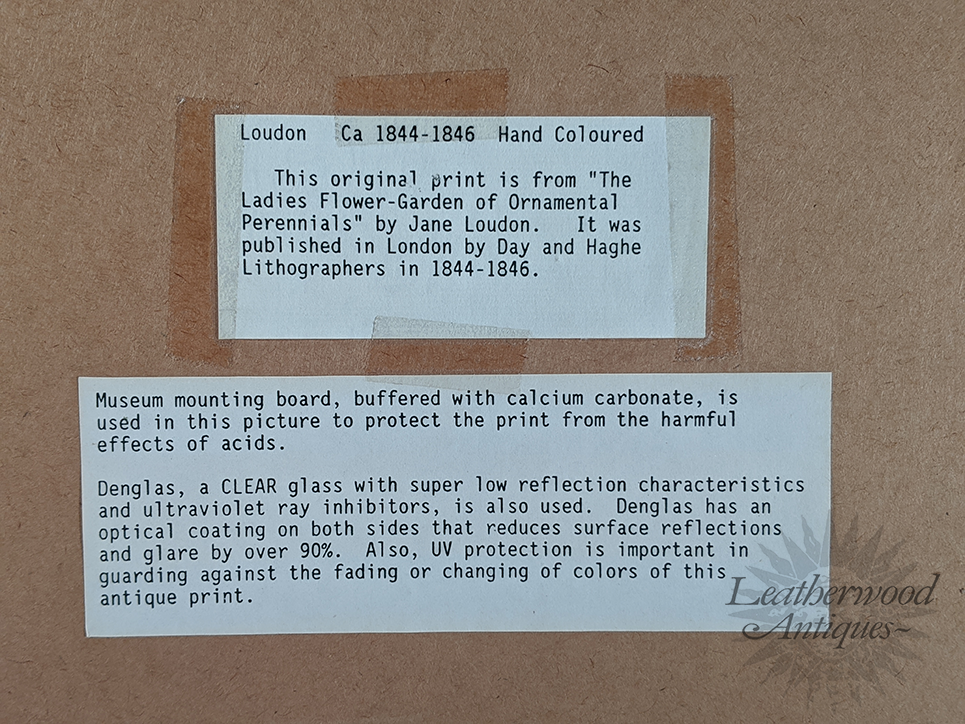 Loudon Ca 1844-1846 Hand Coloured
This original print is from "The
Ladies Flower-Garden of Ornamental
Perennials" by Jane Loudon. It was
published in London by Day and Haghe
Lithographers in 1844-1846.
Museum mounting board, buffered with calcium carbonate, is
used in this picture to protect the print from the harmful
effects of acids.
Denglas, a CLEAR glass with super low reflection characteristics
and ultraviolet ray inhibitors, is also used. Denglas has an
optical coating on both sides that reduces surface reflections
and glare by over 90%. Also, UV protection is important in
guarding against the fading or changing of colors of this
antique print.
Leatherwood
Antiques~